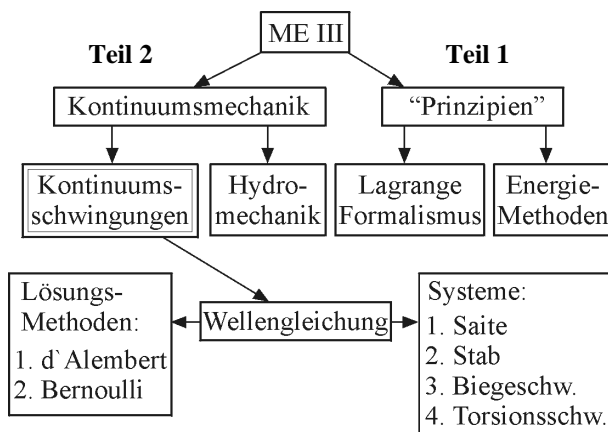 ME III
Teil 2
Teil 1
Kontinuumsmechanik
“Prinzipien”
Kontinuums-
schwingungen
Hydro-
mechanik
Lagrange
Formalismus
Energie-
Methoden
Lösungs-
Methoden:
1. d`Alembert
2. Bernoulli
Wellengleichung
Systeme:
1. Saite
2. Stab
3. Biegeschw.
4. Torsionsschw.